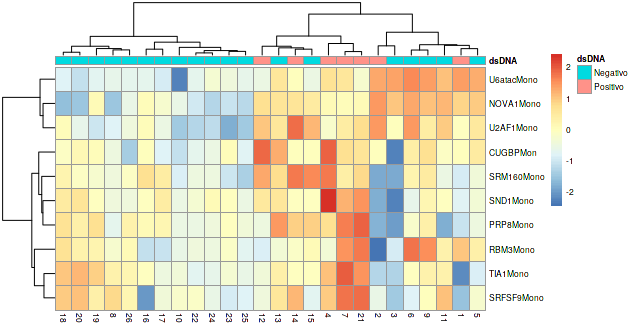 dsDNA
U6atacMono
NOVA1Mono
U2AF1Mono
CUGBPMon
SRM160Mono
SND1Mono
PRP8Mono
RBM3Mono
TIA1Mono
SRFSF9Mono
18 20 19 8 26 16 17 10 22 24 23 25 12 13 14 15 4 7 21 2 3 6 9 11 1 5
2
1
0
-1
-2
dsDNA
Negativo
Positivo